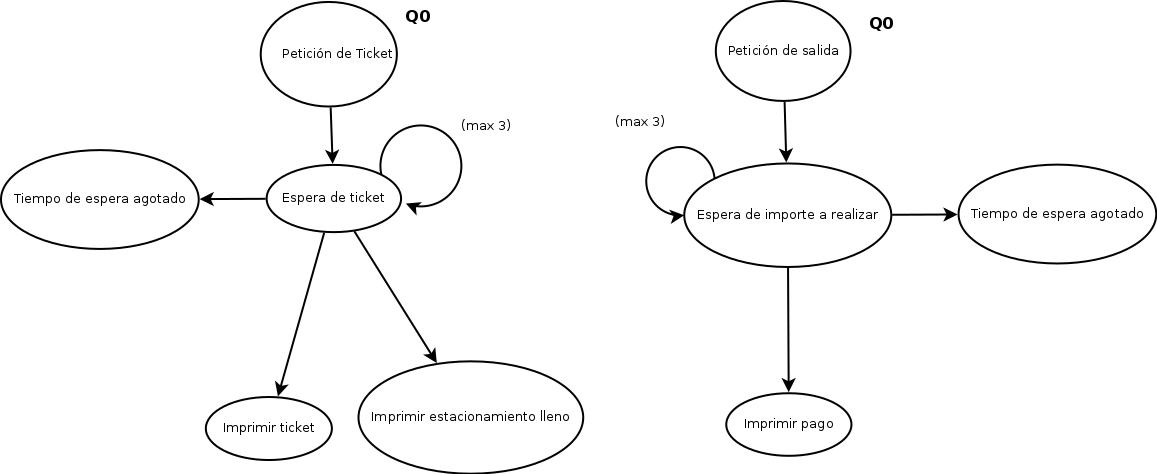 Q0
Petición de Ticket
(max 3)
Tiempo de espera agotado
Espera de ticket
Imprimir ticket
Imprimir estacionamiento lleno
Q0
Petición de salida
(max 3)
Espera de importe a realizar
Tiempo de espera agotado
Imprimir pago